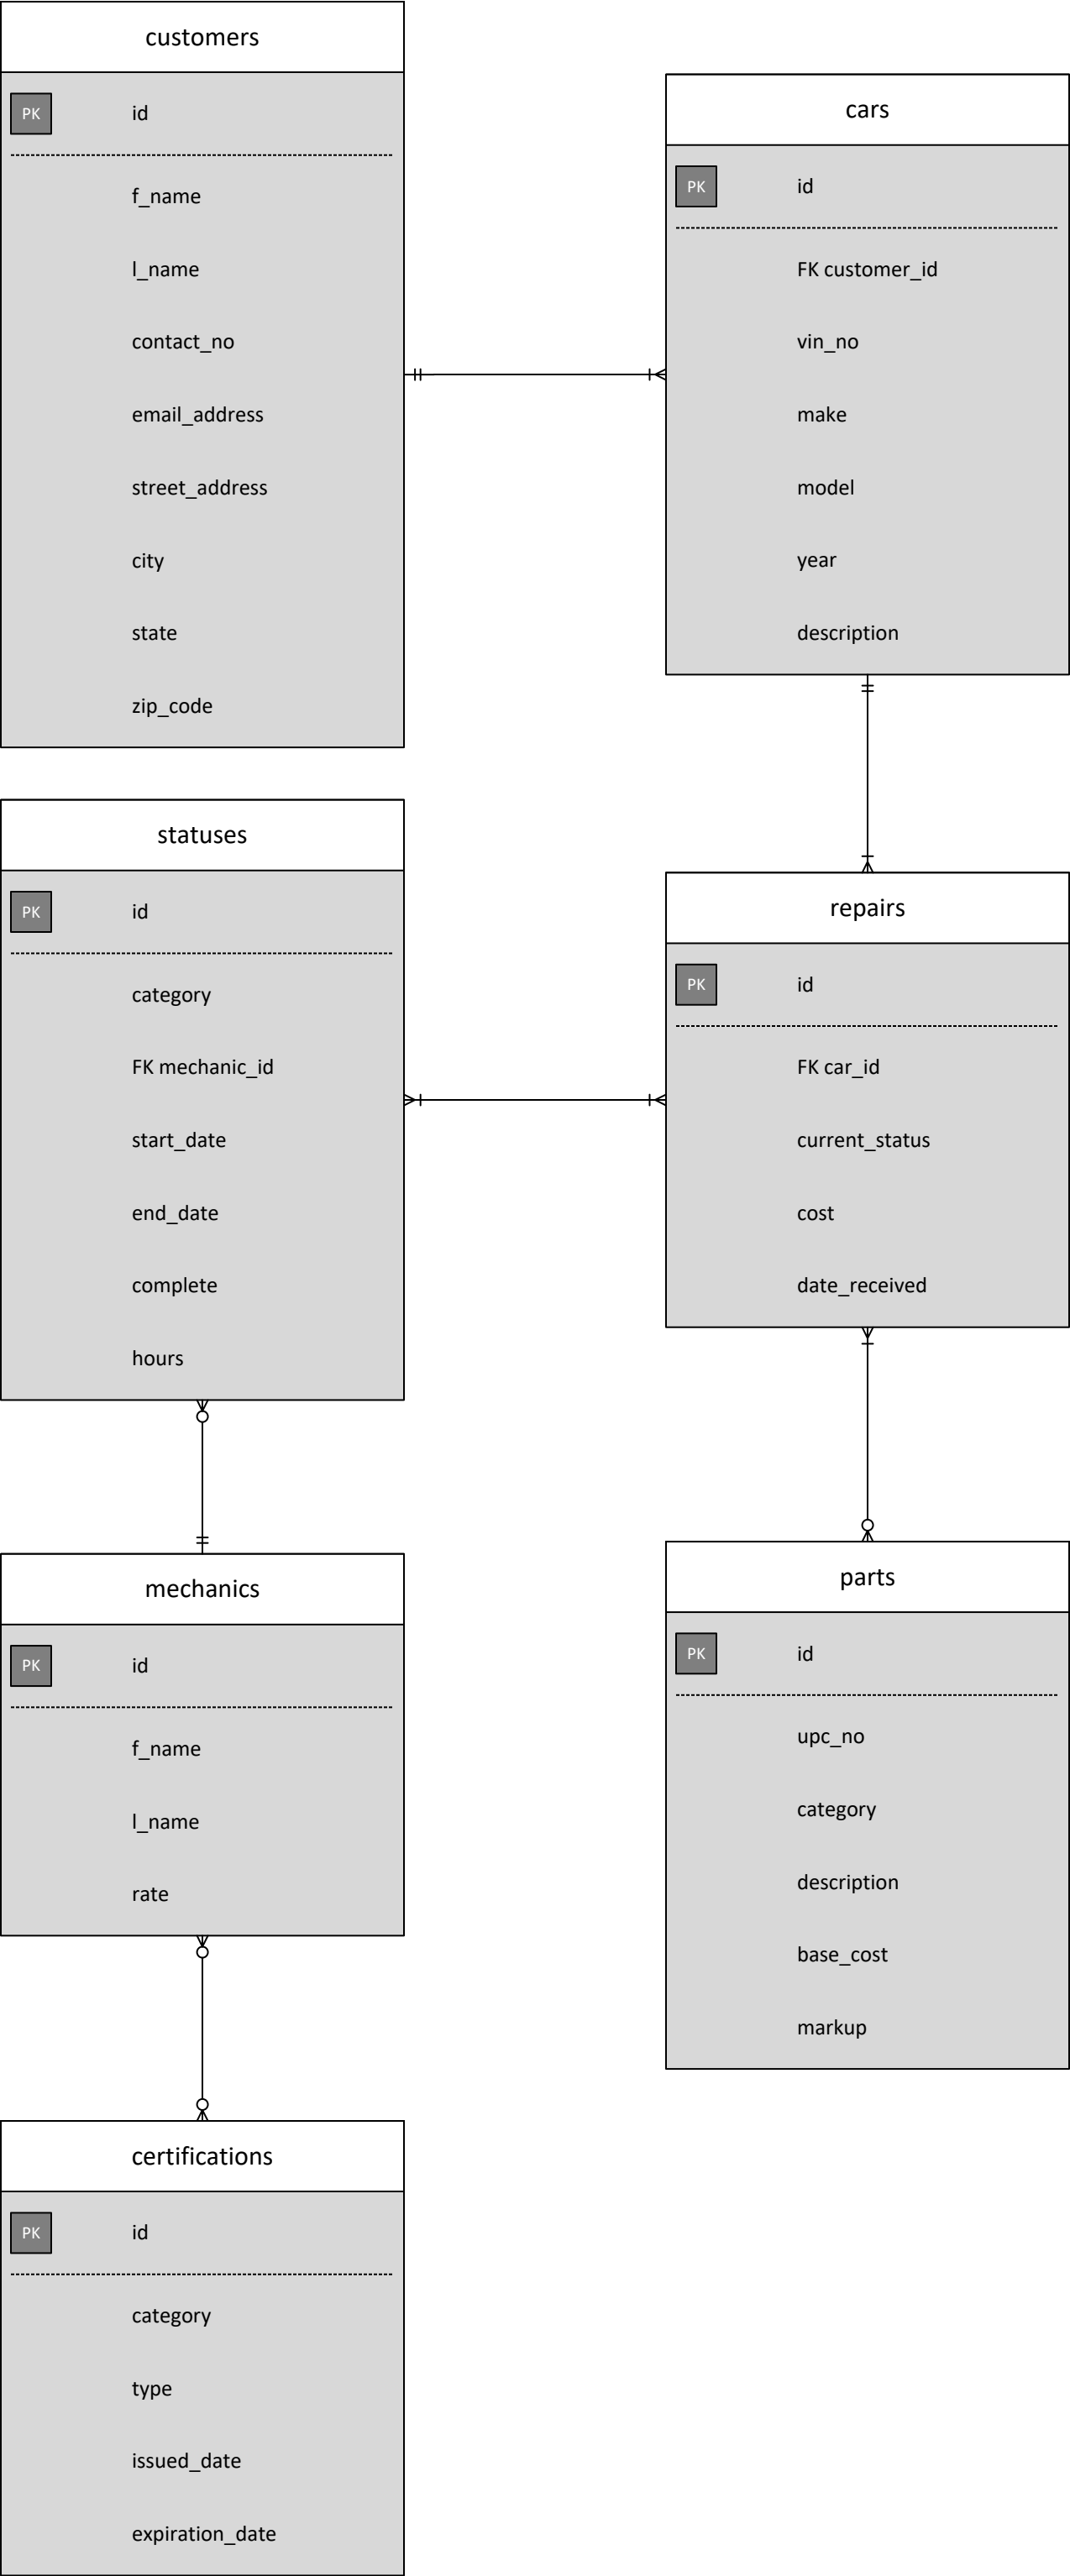 customers
PK id
f_name
l_name
contact_no
email_address
street_address
city
state
zip_code
cars
PK id
FK customer_id
vin_no
make
model
year
description
statuses
PK id
category
FK mechanic_id
start_date
end_date
complete
hours
repairs
PK id
FK car_id
current_status
cost
date_received
mechanics
PK id
f_name
l_name
rate
parts
PK id
upc_no
category
description
base_cost
markup
certifications
PK id
category
type
issued_date
expiration_date